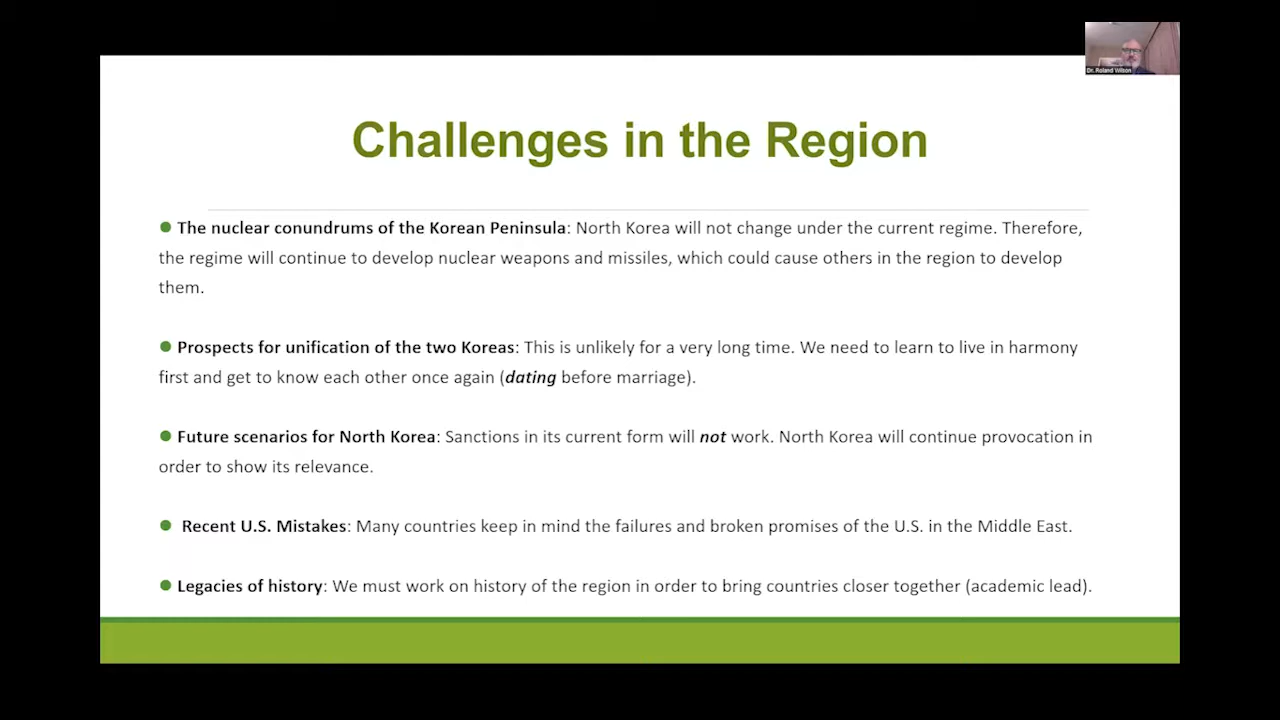 Dr. Roland Wilson
Challenges in the Region
● The nuclear conundrums of the Korean Peninsula: North Korea will not change under the current regime. Therefore,
the regime will continue to develop nuclear weapons and missiles, which could cause others in the region to develop
them.
● Prospects for unification of the two Koreas: This is unlikely for a very long time. We need to learn to live in harmony
first and get to know each other once again (dating before marriage).
● Future scenarios for North Korea: Sanctions in its current form will not work. North Korea will continue provocation in
order to show its relevance.
● Recent U.S. Mistakes: Many countries keep in mind the failures and broken promises of the U.S. in the Middle East.
● Legacies of history: We must work on history of the region in order to bring countries closer together (academic lead).